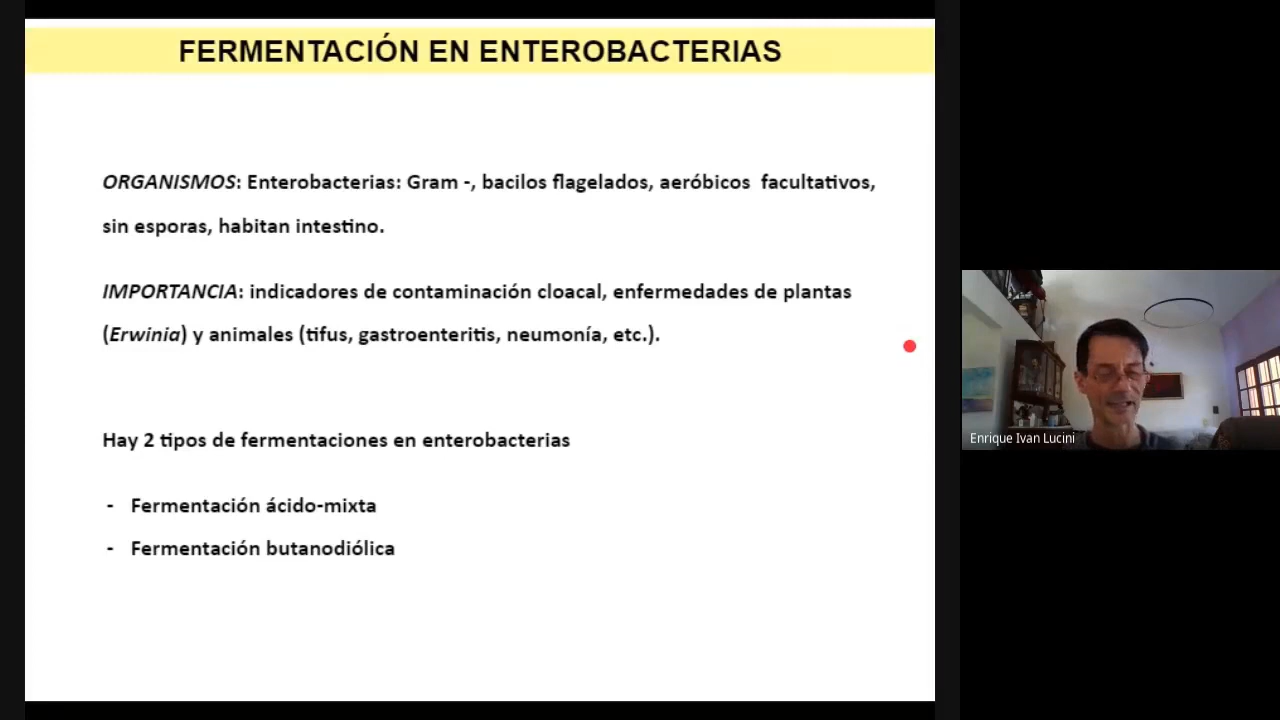 FERMENTACIÓN EN ENTEROBACTERIAS
ORGANISMOS: Enterobacterias: Gram -, bacilos flagelados, aeróbicos facultativos,
sin esporas, habitan intestino.
IMPORTANCIA: indicadores de contaminación cloacal, enfermedades de plantas
(Erwinia) y animales (tifus, gastroenteritis, neumonía, etc.).
Hay 2 tipos de fermentaciones en enterobacterias
- Fermentación ácido-mixta
- Fermentación butanodiólica
Enrique Ivan Lucini